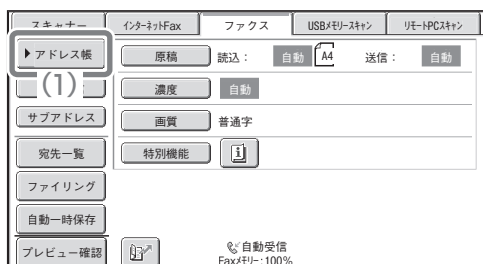 スキャナー インターネットFax ファクス USBメモリースキャン リモートPCスキャン
アドレス帳 原稿 読込： 自動 A4 送信： 自動
(1) 濃度 自動
サブアドレス 画質 普通字
宛先一覧 特別機能
ファイリング
自動一時保存
プレビュー確認 自動受信
Faxメモリー:100%